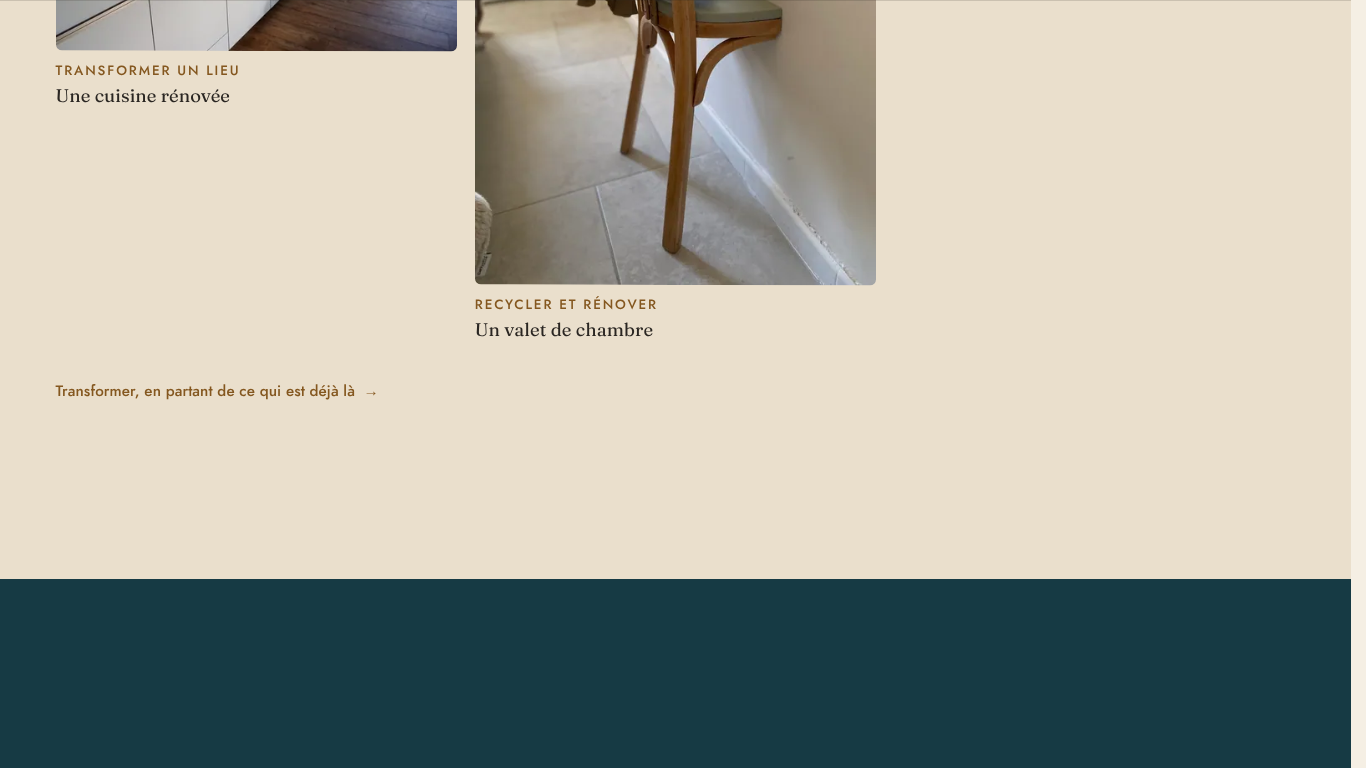 TRANSFORMER UN LIEU
Une cuisine rénovée
RECYCLER ET RÉNOVER
Un valet de chambre
Transformer, en partant de ce qui est déjà là →